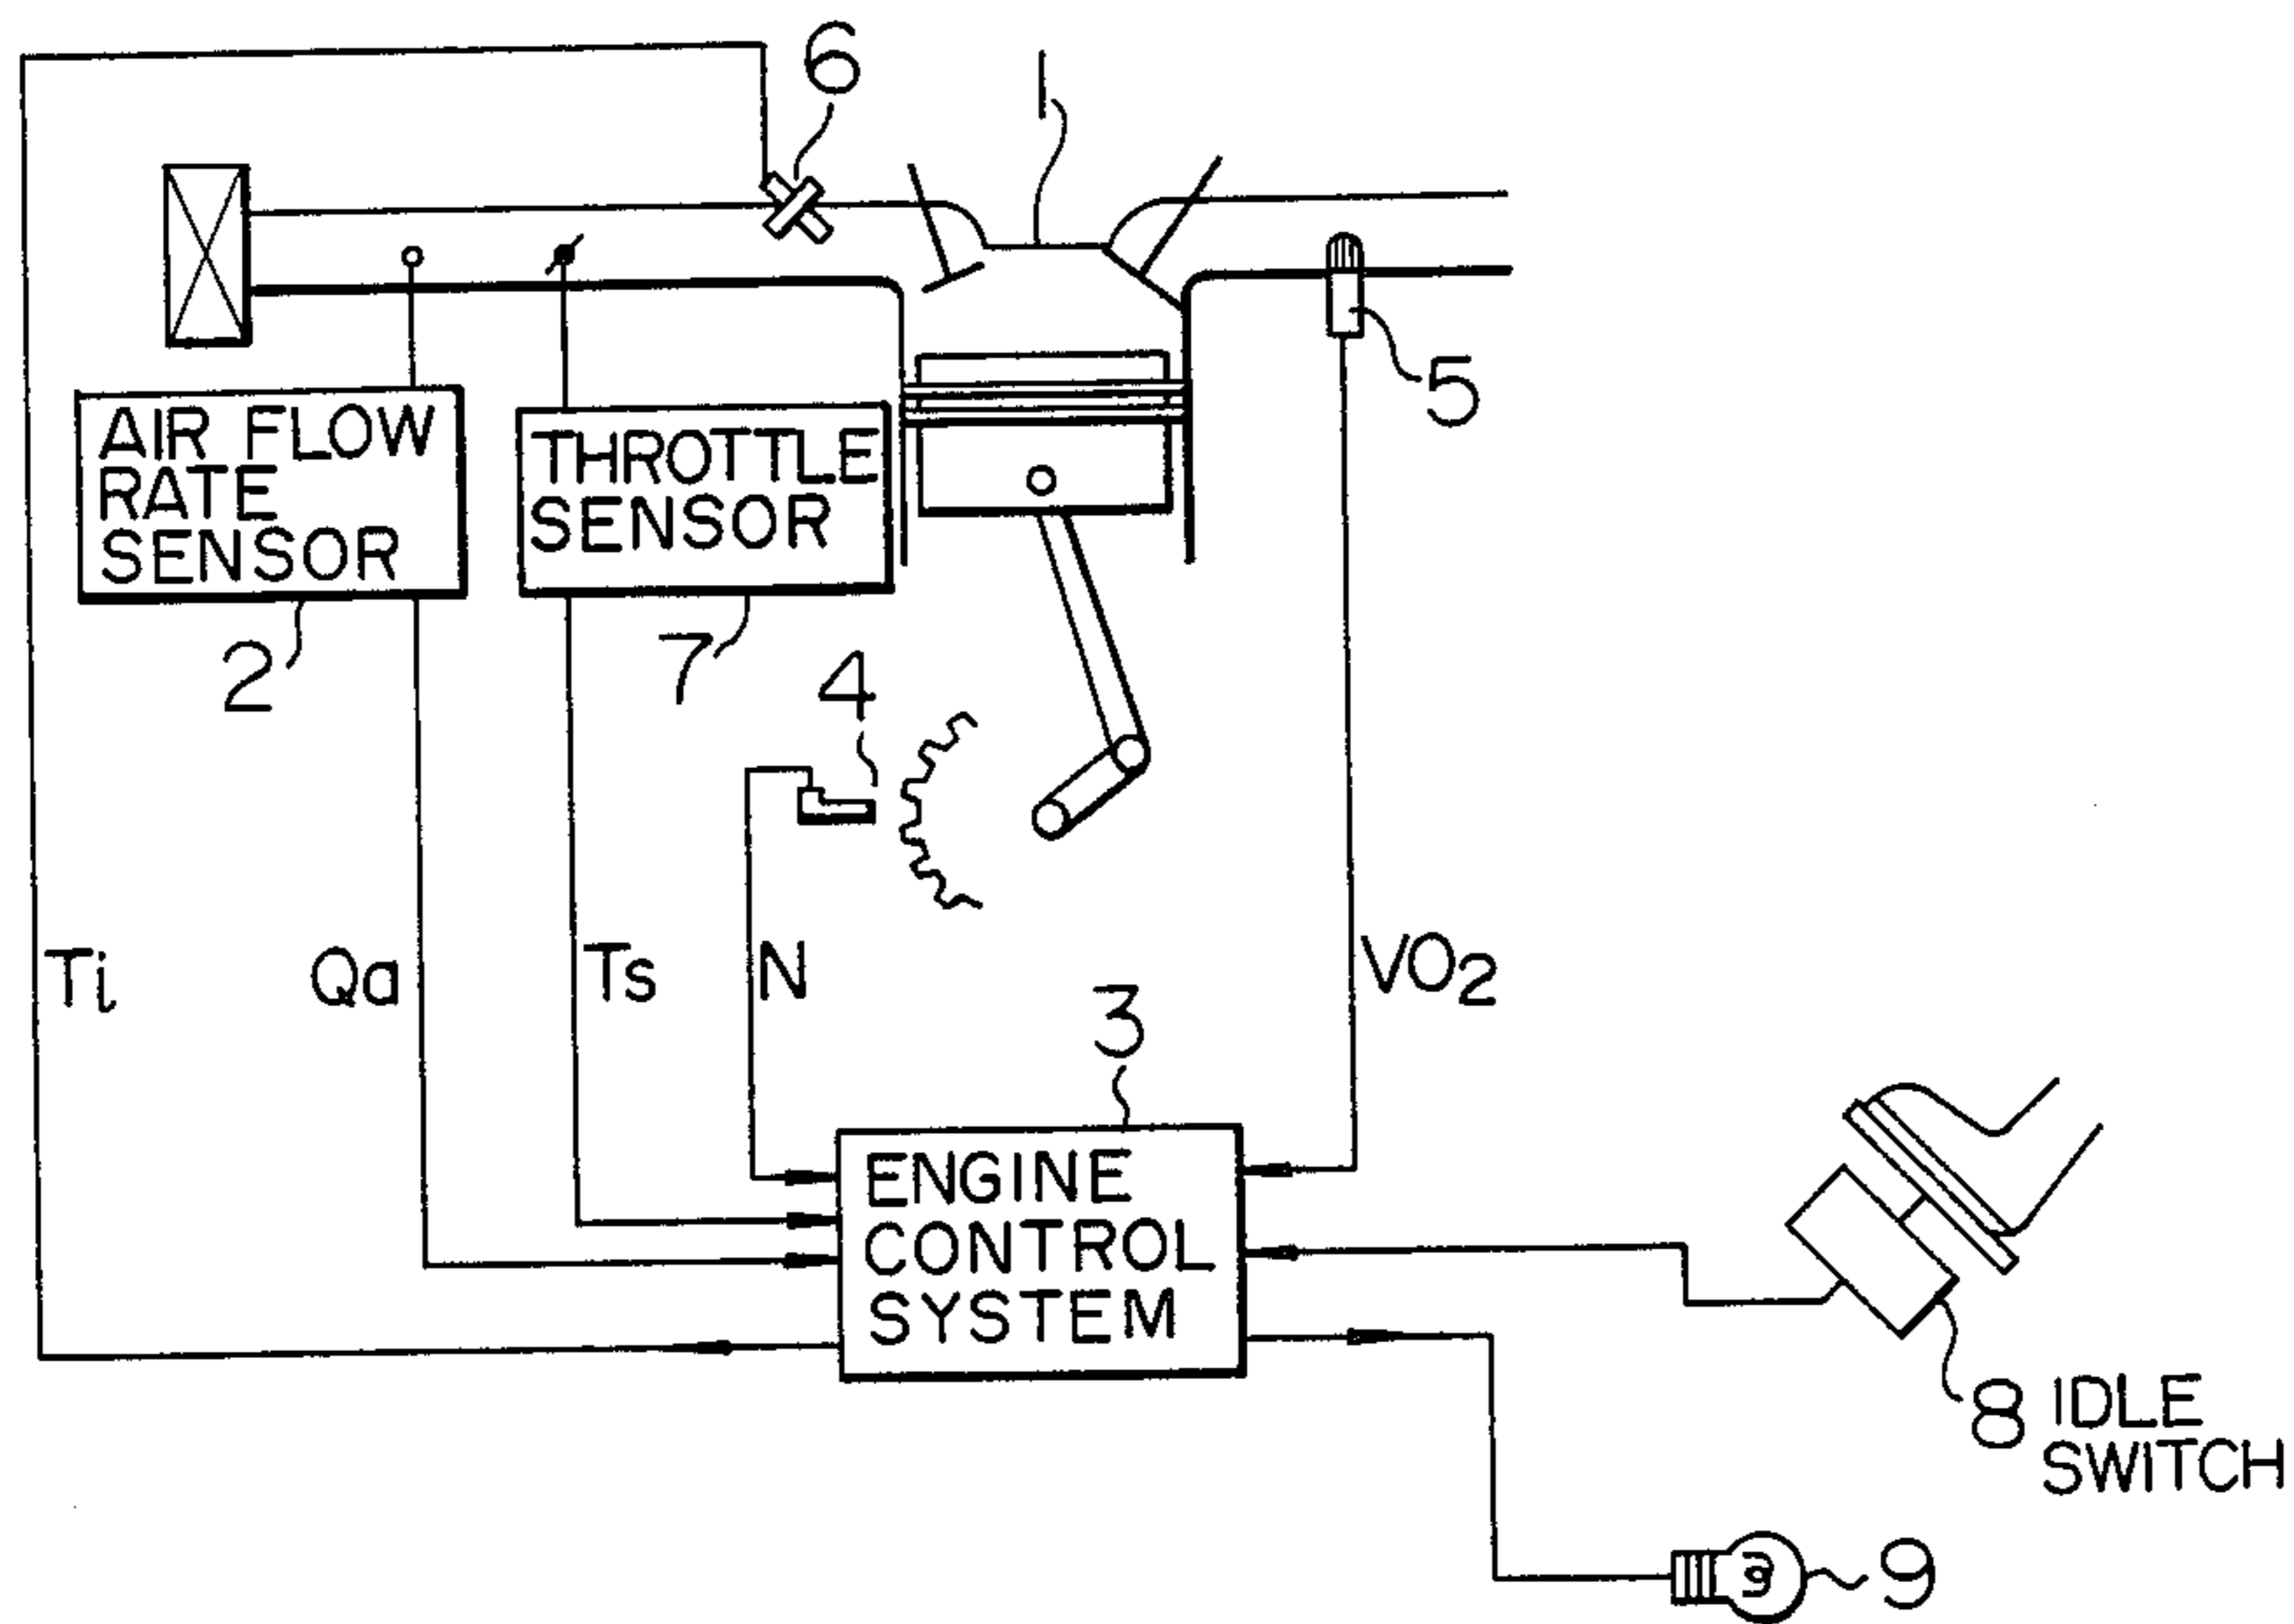 6
1
5
AIR FLOW
RATE
SENSOR
THROTTLE
SENSOR
2
7
4
Ti
Qa
Ts
N
VO2
3
ENGINE
CONTROL
SYSTEM
8 IDLE
SWITCH
9